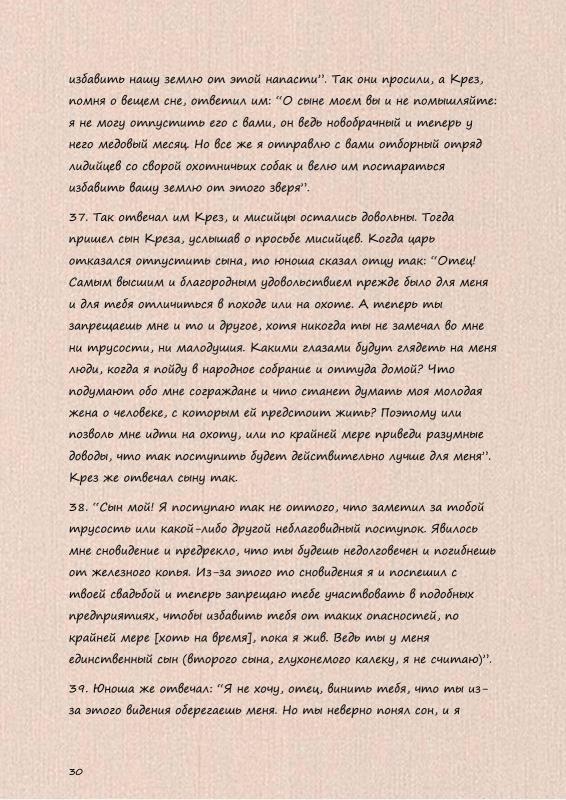 избавить нашу землю от этой напасти”. Так они просили, а Крез,
помня о вещем сне, ответил им: “О сыне моем вы и не помышляйте:
я не могу отпустить его с вами, он ведь новобрачный и теперь у
него медовый месяц. Но все же я отправлю с вами отборный отряд
лидийцев со сворой охотничьих собак и велю им постараться
избавить вашу землю от этого зверя”.
37. Так отвечал им Крез, и мисийцы остались довольны. Тогда
пришел сын Креза, услышав о просьбе мисийцев. Когда царь
отказался отпустить сына, то юноша сказал отцу так: “Отец!
Самым высшим и благородным удовольствием прежде было для меня
и для тебя отличиться в походе или на охоте. А теперь ты
запрещаешь мне и то и другое, хотя никогда ты не замечал во мне
ни трусости, ни малодушия. Какими глазами будут глядеть на меня
люди, когда я пойду в народное собрание и оттуда домой? Что
подумают обо мне сограждане и что станет думать моя молодая
жена о человеке, с которым ей предстоит жить? Поэтому или
позволь мне идти на охоту, или по крайней мере приведи разумные
доводы, что так поступить будет действительно лучше для меня”.
Крез же отвечал сыну так.
38. “Сын мой! Я поступаю так не оттого, что заметил за тобой
трусость или какой-либо другой неблаговидный поступок. Явилось
мне сновидение и предрекло, что ты будешь недолговечен и погибнешь
от железного копья. Из-за этого то сновидения я и поспешил с
твоей свадьбой и теперь запрещаю тебе участвовать в подобных
предприятиях, чтобы избавить тебя от таких опасностей, по
крайней мере [хоть на время], пока я жив. Ведь ты у меня
единственный сын (второго сына, глухонемого калеку, я не считаю)”.
39. Юноша же отвечал: “Я не хочу, отец, винить тебя, что ты из-
за этого видения оберегаешь меня. Но ты неверно понял сон, и я
30